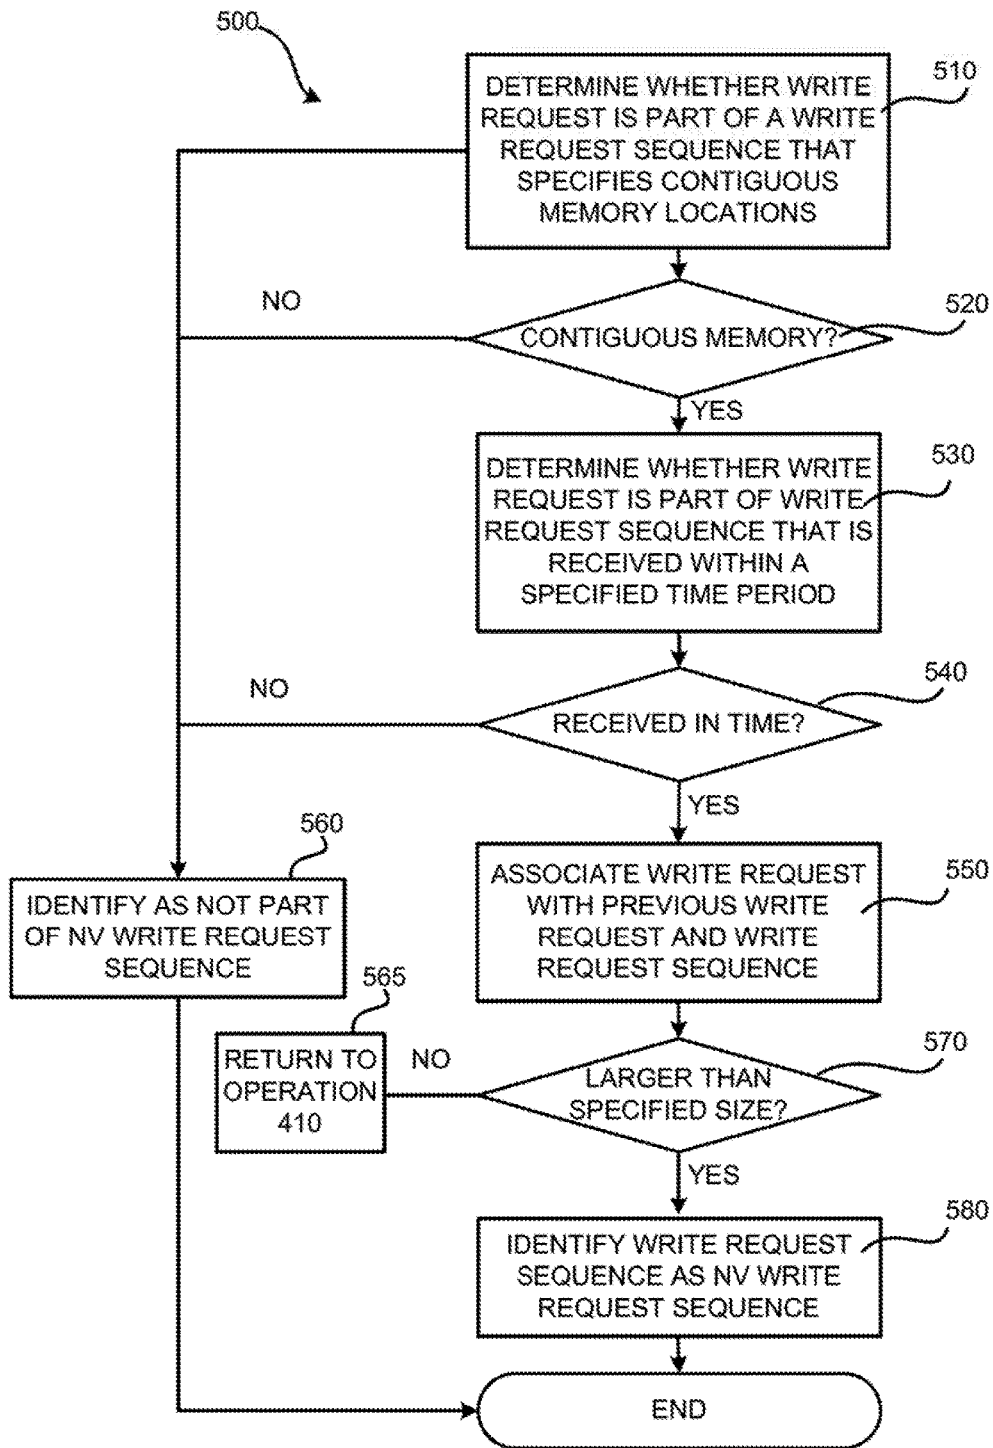 500
510
DETERMINE WHETHER WRITE
REQUEST IS PART OF A WRITE
REQUEST SEQUENCE THAT
SPECIFIES CONTIGUOUS
MEMORY LOCATIONS
NO
CONTIGUOUS MEMORY?
520
YES
DETERMINE WHETHER WRITE
REQUEST IS PART OF WRITE
REQUEST SEQUENCE THAT IS
RECEIVED WITHIN A
SPECIFIED TIME PERIOD
530
NO
RECEIVED IN TIME?
540
YES
560
IDENTIFY AS NOT PART
OF NV WRITE REQUEST
SEQUENCE
ASSOCIATE WRITE REQUEST
WITH PREVIOUS WRITE
REQUEST AND WRITE
REQUEST SEQUENCE
550
565
RETURN TO
OPERATION
410
NO
LARGER THAN
SPECIFIED SIZE?
570
YES
IDENTIFY WRITE REQUEST
SEQUENCE AS NV WRITE
REQUEST SEQUENCE
580
END